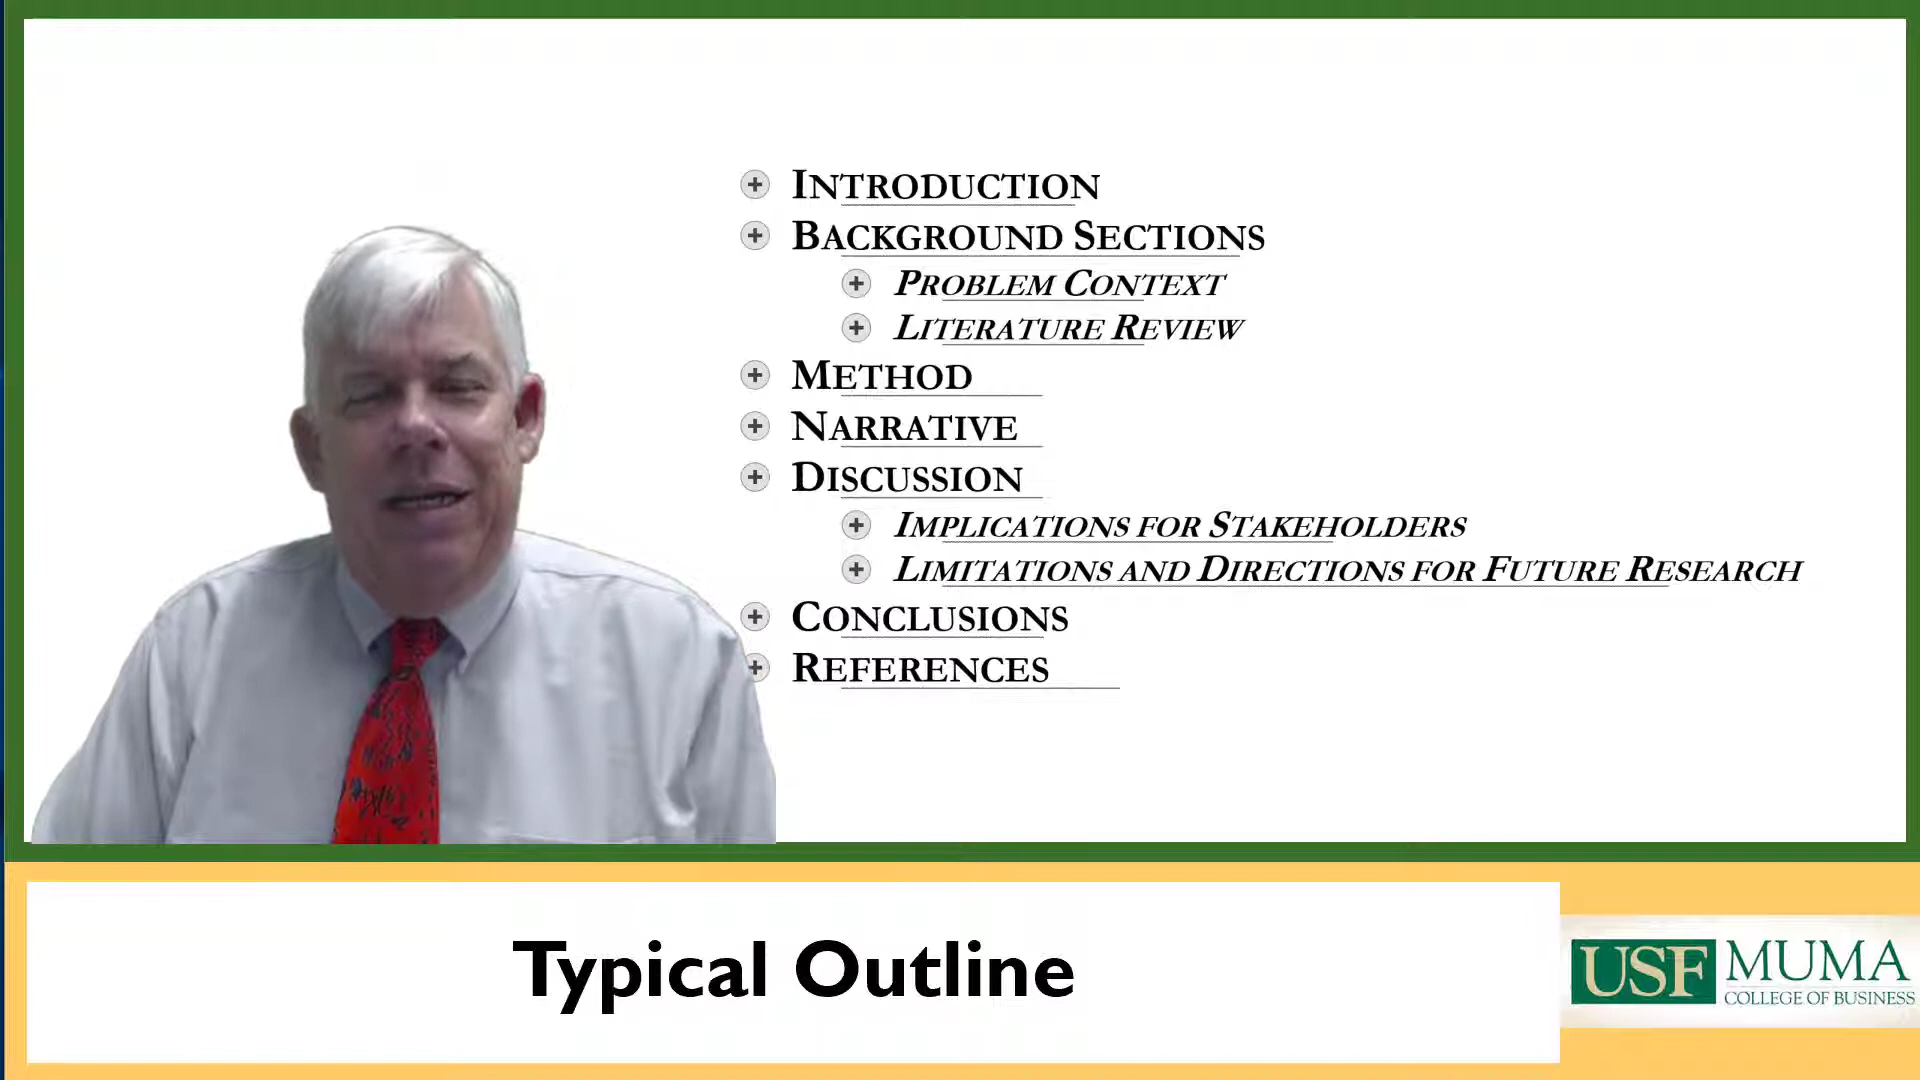 INTRODUCTION
BACKGROUND SECTIONS
PROBLEM CONTEXT
LITERATURE REVIEW
METHOD
NARRATIVE
DISCUSSION
IMPLICATIONS FOR STAKEHOLDERS
LIMITATIONS AND DIRECTIONS FOR FUTURE RESEARCH
CONCLUSIONS
REFERENCES
Typical Outline
USF MUMA
COLLEGE OF BUSINESS